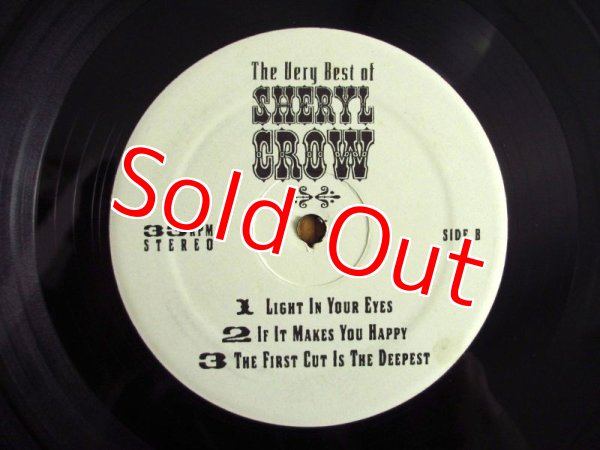 The Very Best of
SHERYL
CROW
Sold Out
RPM
STEREO
SIDE B
1 LIGHT IN YOUR EYES
2 IF IT MAKES YOU HAPPY
3 THE FIRST CUT IS THE DEEPEST